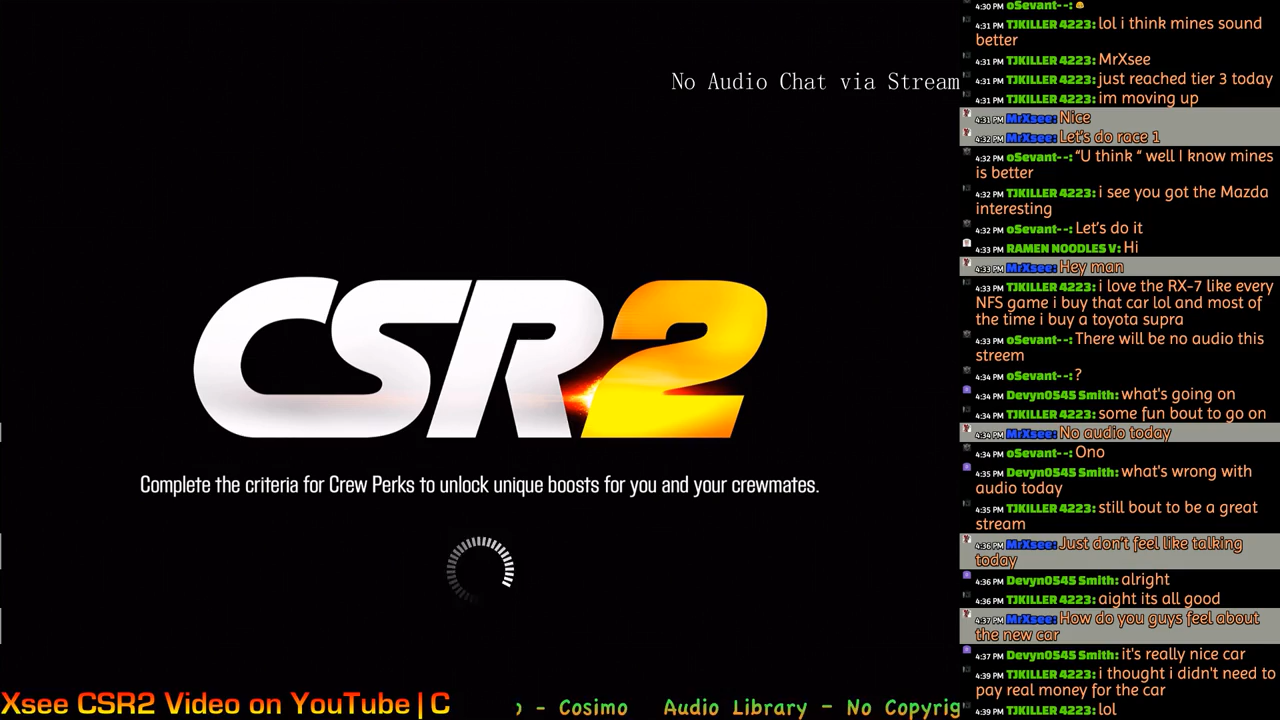 No Audio Chat via Stream
CSR2
Complete the criteria for Crew Perks to unlock unique boosts for you and your crewmates.
Xsee CSR2 Video on YouTube | C
- Cosimo Audio Library - No Copyrig
4:30 PM oSevant--:
4:31 PM TJKILLER 4223: lol i think mines sound
better
4:31 PM TJKILLER 4223: MrXsee
4:31 PM TJKILLER 4223: just reached tier 3 today
4:31 PM TJKILLER 4223: im moving up
4:31 PM MrXsee: Nice
4:32 PM MrXsee: Let's do race 1
4:32 PM oSevant--: “U think “ well I know mines
is better
4:32 PM TJKILLER 4223: i see you got the Mazda
interesting
4:32 PM oSevant--: Let’s do it
4:33 PM RAMEN NOODLES V: Hi
4:33 PM MrXsee: Hey man
4:33 PM TJKILLER 4223: i love the RX-7 like every
NFS game i buy that car lol and most of
the time i buy a toyota supra
4:33 PM oSevant--: There will be no audio this
streem
4:34 PM oSevant--: ?
4:34 PM Devyn0545 Smith: what's going on
4:34 PM TJKILLER 4223: some fun bout to go on
4:34 PM MrXsee: No audio today
4:34 PM oSevant--: Ono
4:35 PM Devyn0545 Smith: what's wrong with
audio today
4:35 PM TJKILLER 4223: still bout to be a great
stream
4:36 PM MrXsee: Just don’t feel like talking
today
4:36 PM Devyn0545 Smith: alright
4:36 PM TJKILLER 4223: aight its all good
4:37 PM MrXsee: How do you guys feel about
the new car
4:37 PM Devyn0545 Smith: it's really nice car
4:39 PM TJKILLER 4223: i thought i didn't need to
pay real money for the car
4:39 PM TJKILLER 4223: lol